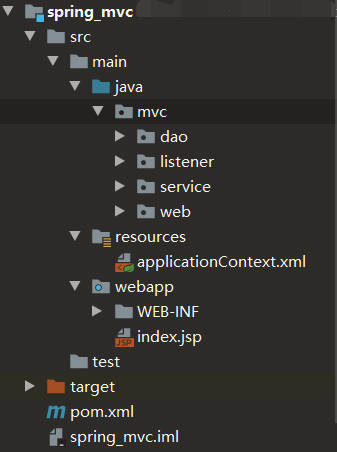 spring_mvc
src
main
java
mvc
dao
listener
service
web
resources
applicationContext.xml
webapp
WEB-INF
index.jsp
test
target
pom.xml
spring_mvc.iml